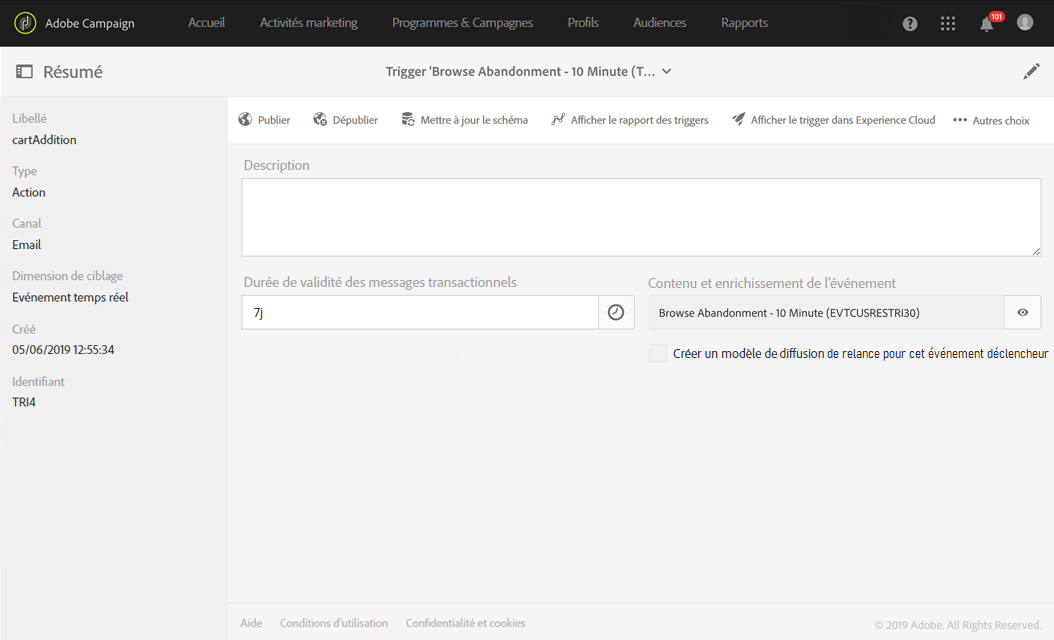 Adobe Campaign Accueil Activités marketing Programmes & Campagnes Profils Audiences Rapports 101
Résumé Trigger 'Browse Abandonment - 10 Minute (T...
Libellé
cartAddition
Type
Action
Canal
Email
Dimension de ciblage
Evénement temps réel
Créé
05/06/2019 12:55:34
Identifiant
TRI4
Publier Dépublier Mettre à jour le schéma Afficher le rapport des triggers Afficher le trigger dans Experience Cloud Autres choix
Description
Durée de validité des messages transactionnels
7j
Contenu et enrichissement de l'événement
Browse Abandonment - 10 Minute (EVTCUSRESTRI30)
Créer un modèle de diffusion de relance pour cet événement déclencheur
Aide Conditions d'utilisation Confidentialité et cookies © 2019 Adobe. All Rights Reserved.